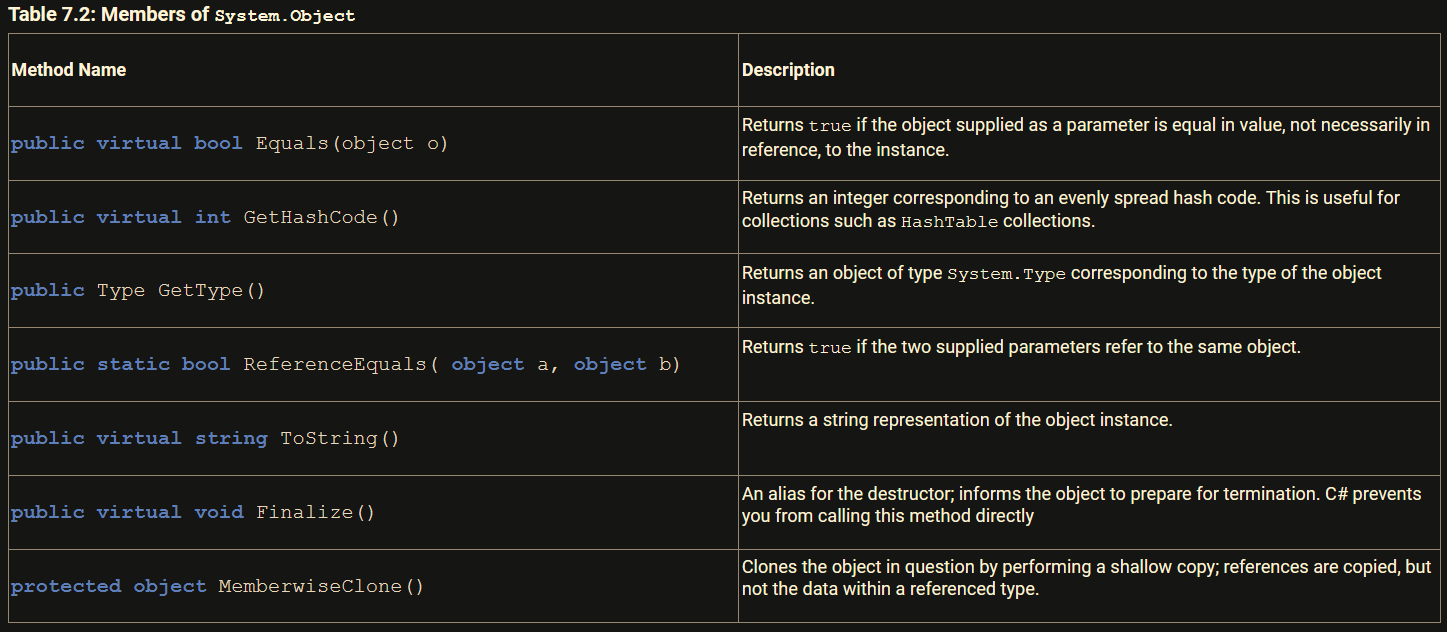 Table 7.2: Members of System.Object
Method Name
Description
public virtual bool Equals(object o)
Returns true if the object supplied as a parameter is equal in value, not necessarily in
reference, to the instance.
public virtual int GetHashCode()
Returns an integer corresponding to an evenly spread hash code. This is useful for
collections such as HashTable collections.
public Type GetType()
Returns an object of type System.Type corresponding to the type of the object
instance.
public static bool ReferenceEquals( object a, object b)
Returns true if the two supplied parameters refer to the same object.
public virtual string ToString()
Returns a string representation of the object instance.
public virtual void Finalize()
An alias for the destructor; informs the object to prepare for termination. C# prevents
you from calling this method directly
protected object MemberwiseClone()
Clones the object in question by performing a shallow copy; references are copied, but
not the data within a referenced type.